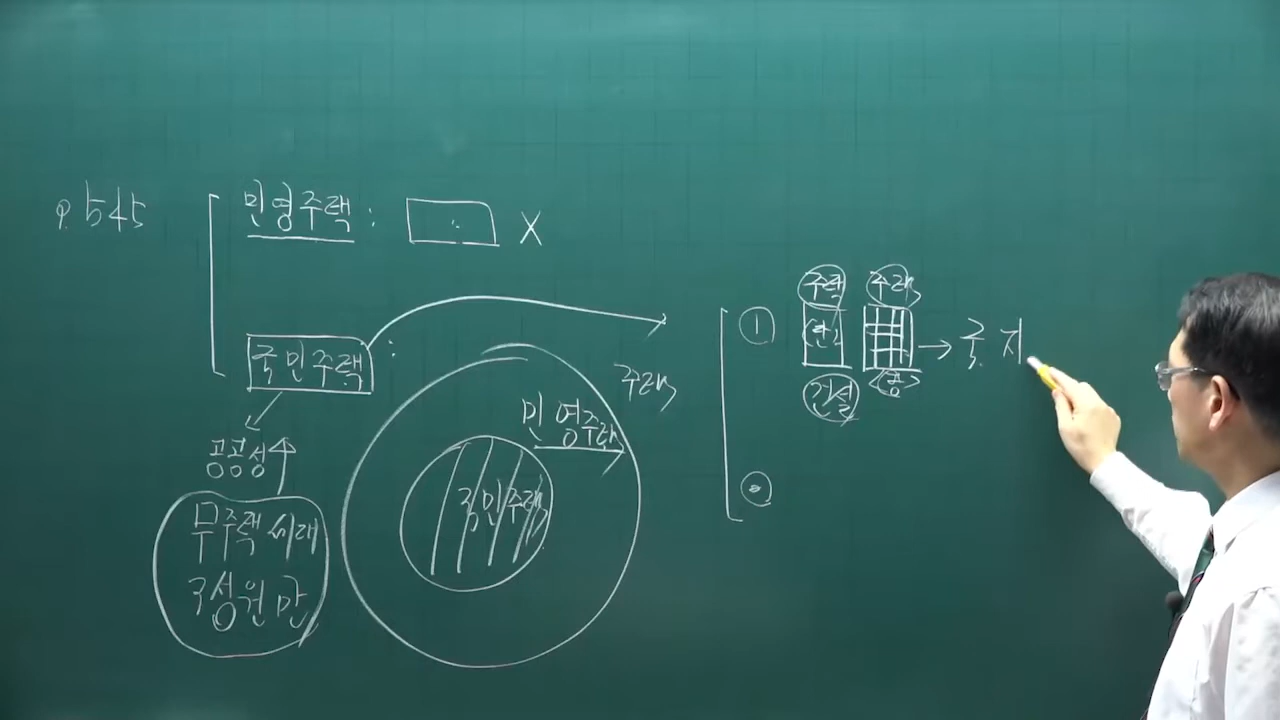 p.545
민영주택 : X
국민주택 :
공공성
무주택 세대
구성원만
주택
민영주택
국민주택
①
주택
건설
주택
→ 국.지
②